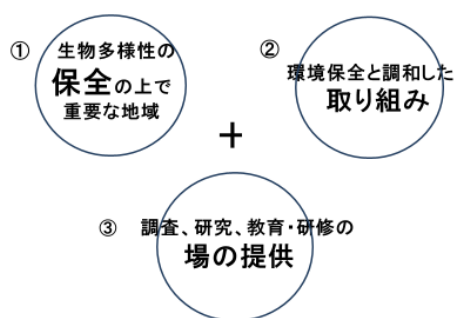 ① 生物多様性の
保全の上で
重要な地域
② 環境保全と調和した
取り組み
+
③ 調査、研究、教育・研修の
場の提供